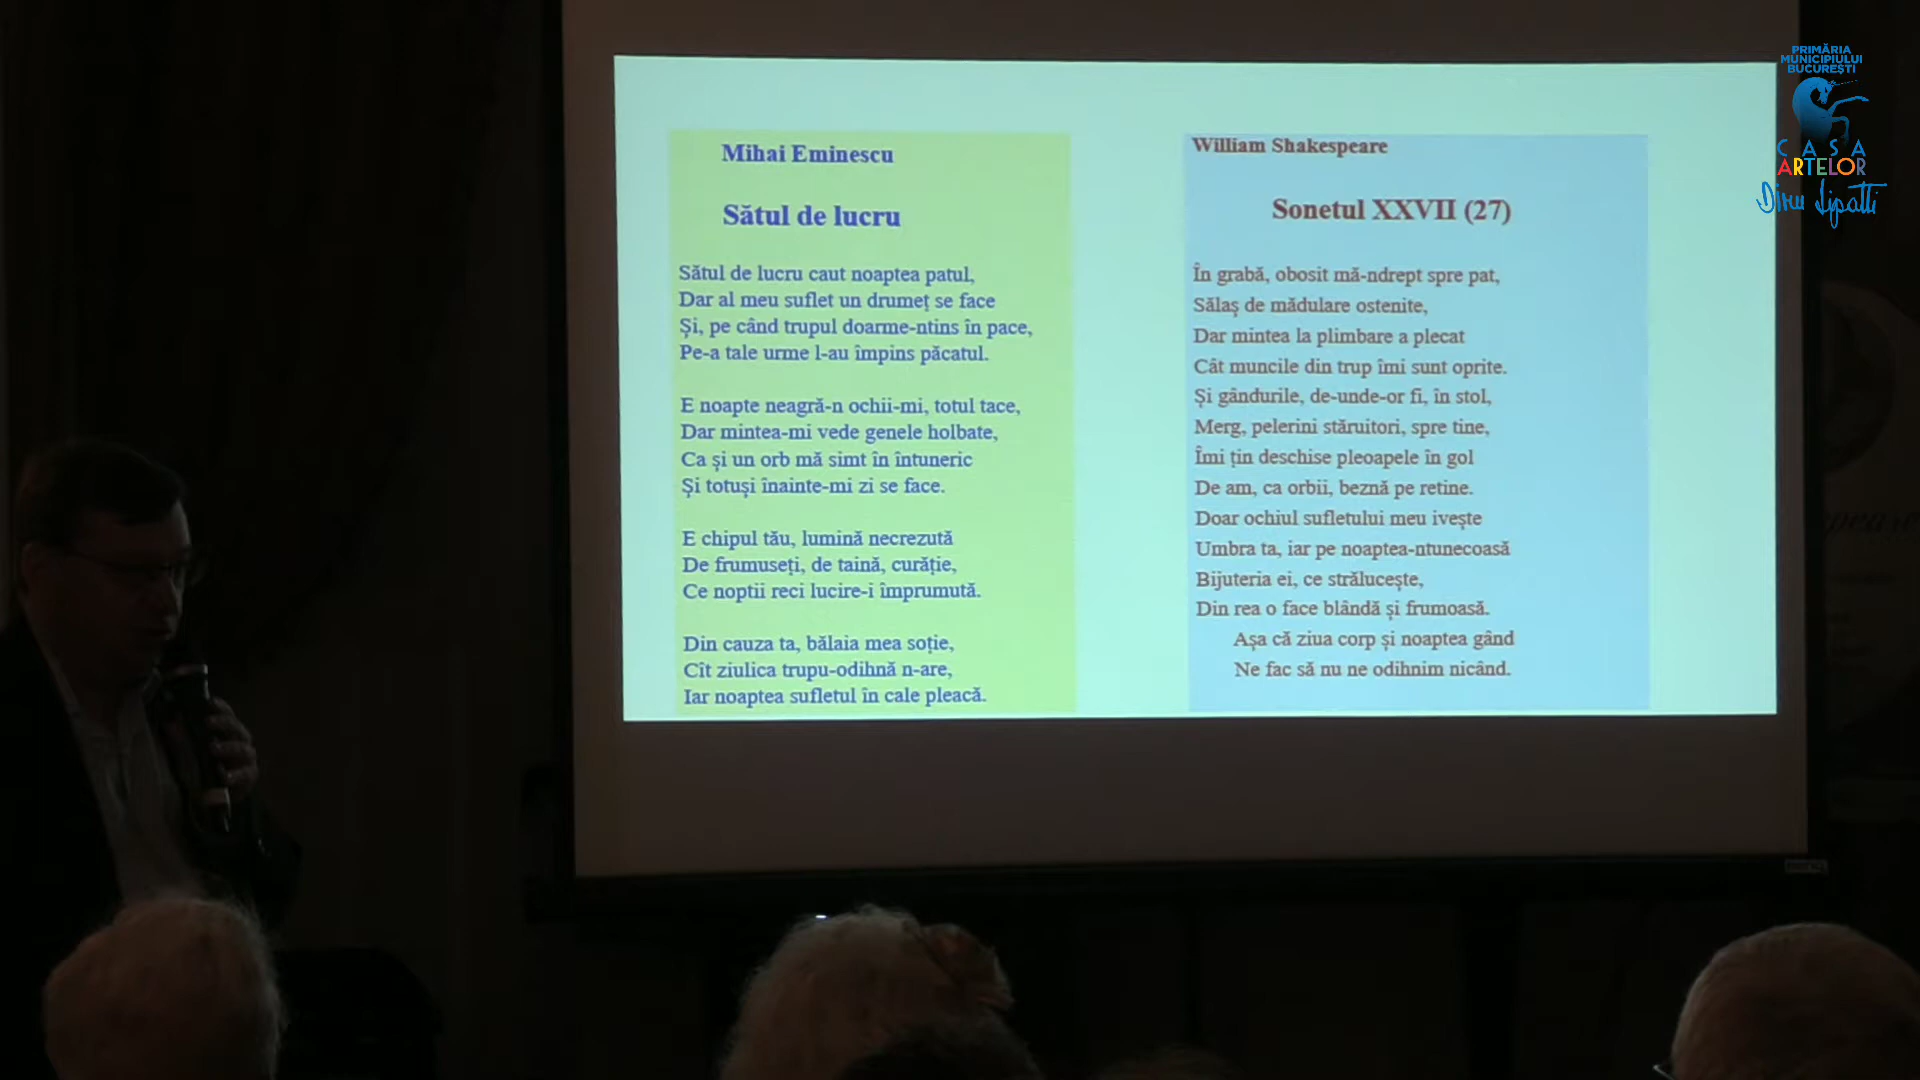 Mihai Eminescu
Sătul de lucru
Sătul de lucru caut noaptea patul,
Dar al meu suflet un drumeț se face
Și, pe când trupul doarme-ntins în pace,
Pe-a tale urme l-au împins păcatul.
E noapte neagră-n ochii-mi, totul tace,
Dar mintea-mi vede genele holbate,
Ca și un orb mă simt în întuneric
Și totuși înainte-mi zi se face.
E chipul tău, lumină necrezută
De frumuseți, de taină, curăție,
Ce noptii reci lucire-i împrumută.
Din cauza ta, bălaia mea soție,
Cît ziulica trupu-odihnă n-are,
Iar noaptea sufletul în cale pleacă.
William Shakespeare
Sonetul XXVII (27)
În grabă, obosit mă-ndrept spre pat,
Sălaș de mădulare ostenite,
Dar mintea la plimbare a plecat
Cât muncile din trup îmi sunt oprite.
Și gândurile, de-unde-or fi, în stol,
Merg, pelerini stăruitori, spre tine,
Îmi țin deschise pleoapele în gol
De am, ca orbii, beznă pe retine.
Doar ochiul sufletului meu ivește
Umbra ta, iar pe noaptea-ntunecoasă
Bijuteria ei, ce strălucește,
Din rea o face blândă și frumoasă.
Așa că ziua corp și noaptea gând
Ne fac să nu ne odihnim nicând.
PRIMĂRIA
MUNICIPIULUI
BUCUREȘTI
CASA
ARTELOR
Dinu Lipatti